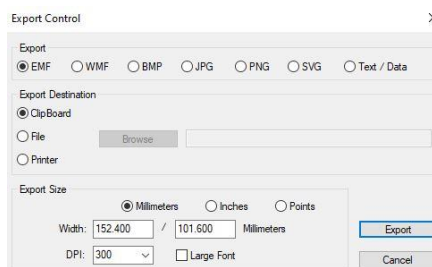 Export Control
Export
EMF WMF BMP JPG PNG SVG Text / Data
Export Destination
ClipBoard
File Browse
Printer
Export Size
Millimeters Inches Points
Width: 152.400 / 101.600 Millimeters Export
DPI: 300 Large Font Cancel